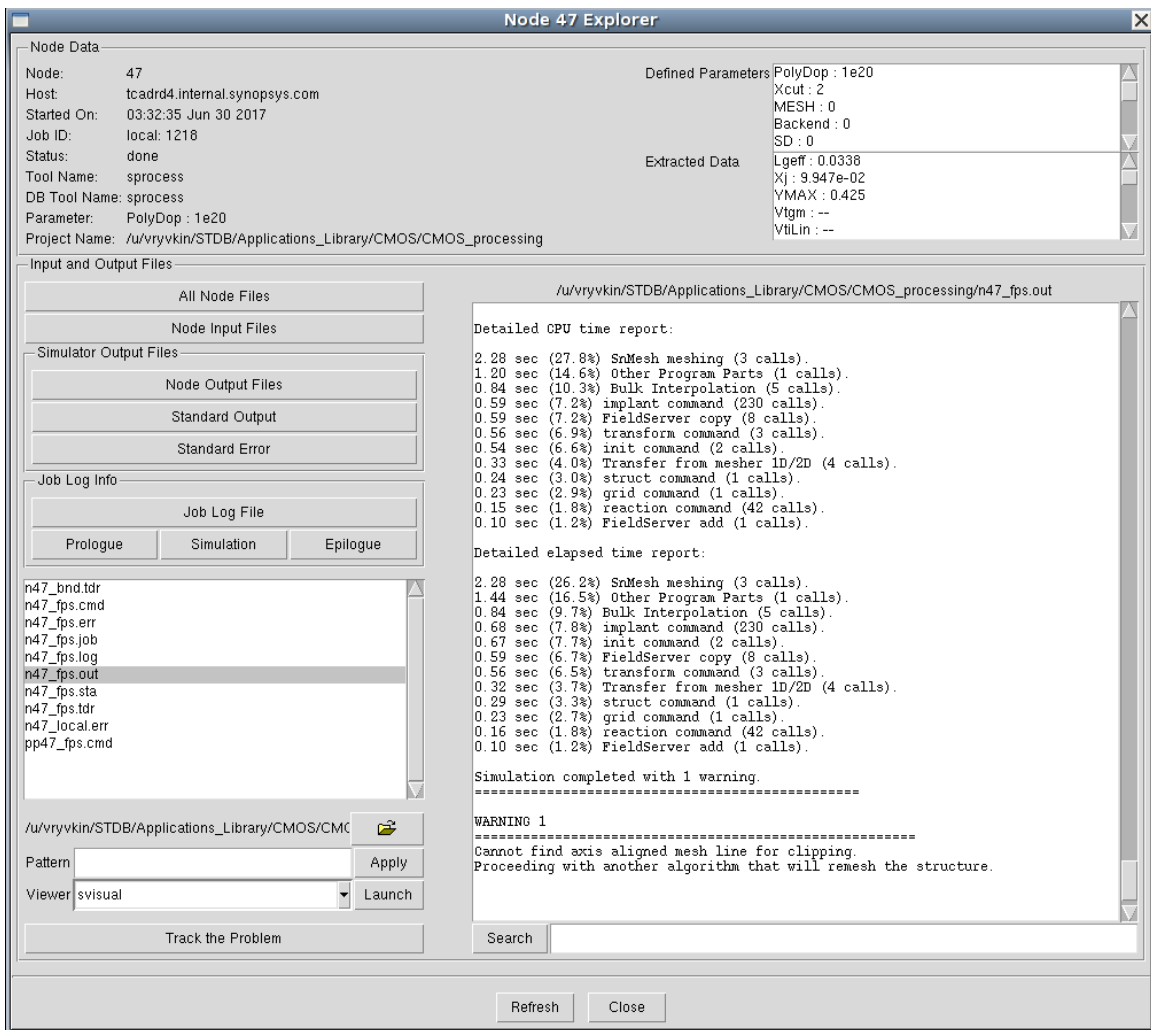 Node 47 Explorer
Node Data
Node: 47
Host: tcadrd4.internal.synopsys.com
Started On: 03:32:35 Jun 30 2017
Job ID: local: 1218
Status: done
Tool Name: sprocess
DB Tool Name: sprocess
Parameter: PolyDop : 1e20
Project Name: /u/vryvkin/STDB/Applications_Library/CMOS/CMOS_processing
Defined Parameters
PolyDop : 1e20
Xcut : 2
MESH : 0
Backend : 0
SD : 0
Extracted Data
Lgeff : 0.0338
Xj : 9.947e-02
YMAX : 0.425
Vtgm : --
VtiLin : --
Input and Output Files
All Node Files
Node Input Files
Simulator Output Files
Node Output Files
Standard Output
Standard Error
Job Log Info
Job Log File
Prologue Simulation Epilogue
n47_bnd.tdr
n47_fps.cmd
n47_fps.err
n47_fps.job
n47_fps.log
n47_fps.out
n47_fps.sta
n47_fps.tdr
n47_local.err
pp47_fps.cmd
/u/vryvkin/STDB/Applications_Library/CMOS/CMO
Pattern Apply
Viewer svisual Launch
Track the Problem
/u/vryvkin/STDB/Applications_Library/CMOS/CMOS_processing/n47_fps.out
Detailed CPU time report:
2.28 sec (27.8%) SnMesh meshing (3 calls).
1.20 sec (14.6%) Other Program Parts (1 calls).
0.84 sec (10.3%) Bulk Interpolation (5 calls).
0.59 sec (7.2%) implant command (230 calls).
0.59 sec (7.2%) FieldServer copy (8 calls).
0.56 sec (6.9%) transform command (3 calls).
0.54 sec (6.6%) init command (2 calls).
0.33 sec (4.0%) Transfer from mesher 1D/2D (4 calls).
0.24 sec (3.0%) struct command (1 calls).
0.23 sec (2.9%) grid command (1 calls).
0.15 sec (1.8%) reaction command (42 calls).
0.10 sec (1.2%) FieldServer add (1 calls).
Detailed elapsed time report:
2.28 sec (26.2%) SnMesh meshing (3 calls).
1.44 sec (16.5%) Other Program Parts (1 calls).
0.84 sec (9.7%) Bulk Interpolation (5 calls).
0.68 sec (7.8%) implant command (230 calls).
0.67 sec (7.7%) init command (2 calls).
0.59 sec (6.7%) FieldServer copy (8 calls).
0.56 sec (6.5%) transform command (3 calls).
0.32 sec (3.7%) Transfer from mesher 1D/2D (4 calls).
0.29 sec (3.3%) struct command (1 calls).
0.23 sec (2.7%) grid command (1 calls).
0.16 sec (1.8%) reaction command (42 calls).
0.10 sec (1.2%) FieldServer add (1 calls).
Simulation completed with 1 warning.
================================================
WARNING 1
=======================================================
Cannot find axis aligned mesh line for clipping.
Proceeding with another algorithm that will remesh the structure.
Search
Refresh Close